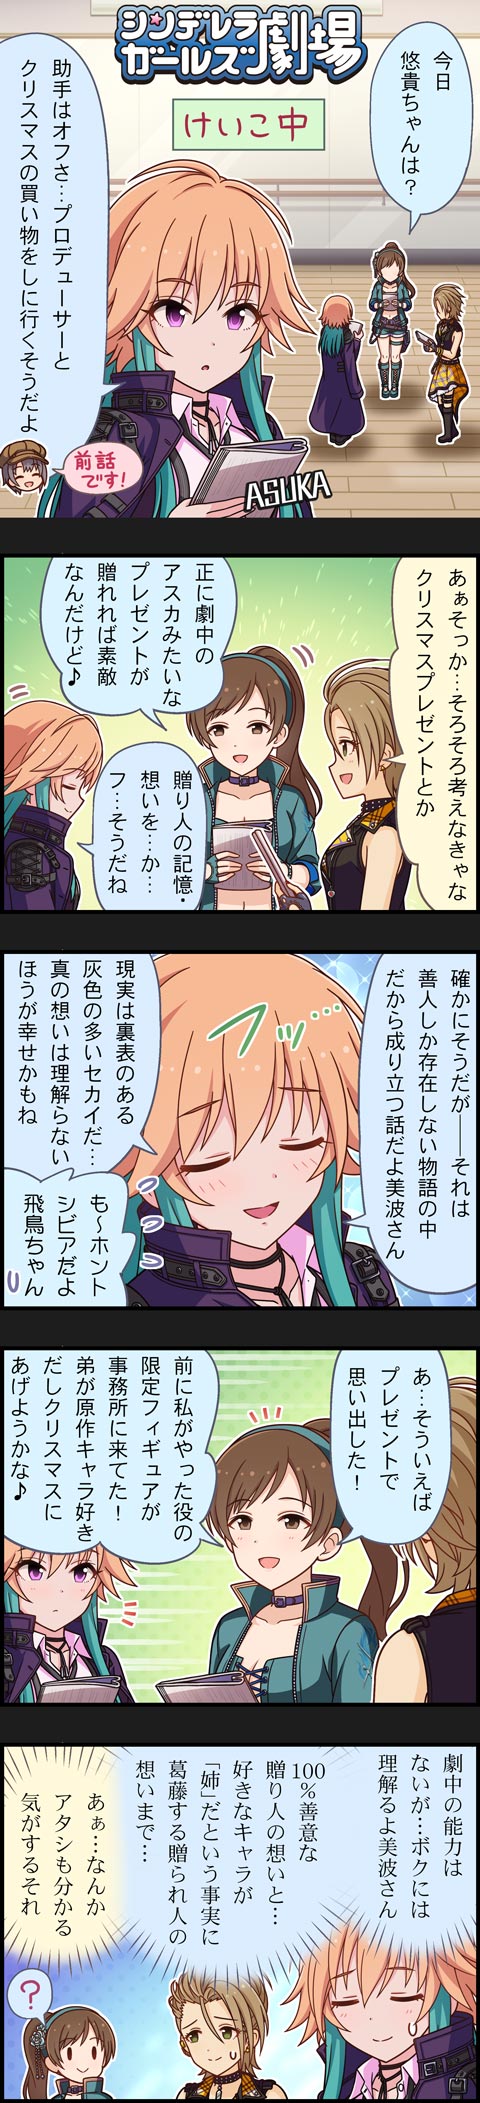 シンデレラ
ガールズ劇場
けいこ中
今日
悠貴ちゃんは？
助手はオフさ…プロデューサーと
クリスマスの買い物をしに行くそうだよ
前話
です！
ASUKA
あぁそっか…そろそろ考えなきゃな
クリスマスプレゼントとか
正に劇中の
アスカみたいな
プレゼントが
贈れれば素敵
なんだけど♪
贈り人の記憶・
想いを…か…
フ…そうだね
確かにそうだが――それは
善人しか存在しない物語の中
だから成り立つ話だよ美波さん
フッ…
現実は裏表のある
灰色の多いセカイだ…
真の想いは理解らない
ほうが幸せかもね
も～ホント
シビアだよ
飛鳥ちゃん
あ…そういえば
プレゼントで
思い出した！
前に私がやった役の
限定フィギュアが
事務所に来てた！
弟が原作キャラ好き
だしクリスマスに
あげようかな♪
劇中の能力は
ないが…ボクには
理解るよ美波さん
100％善意な
贈り人の想いと…
好きなキャラが
「姉」だという事実に
葛藤する贈られ人の
想いまで…
あぁ…なんか
アタシも分かる
気がするそれ
？